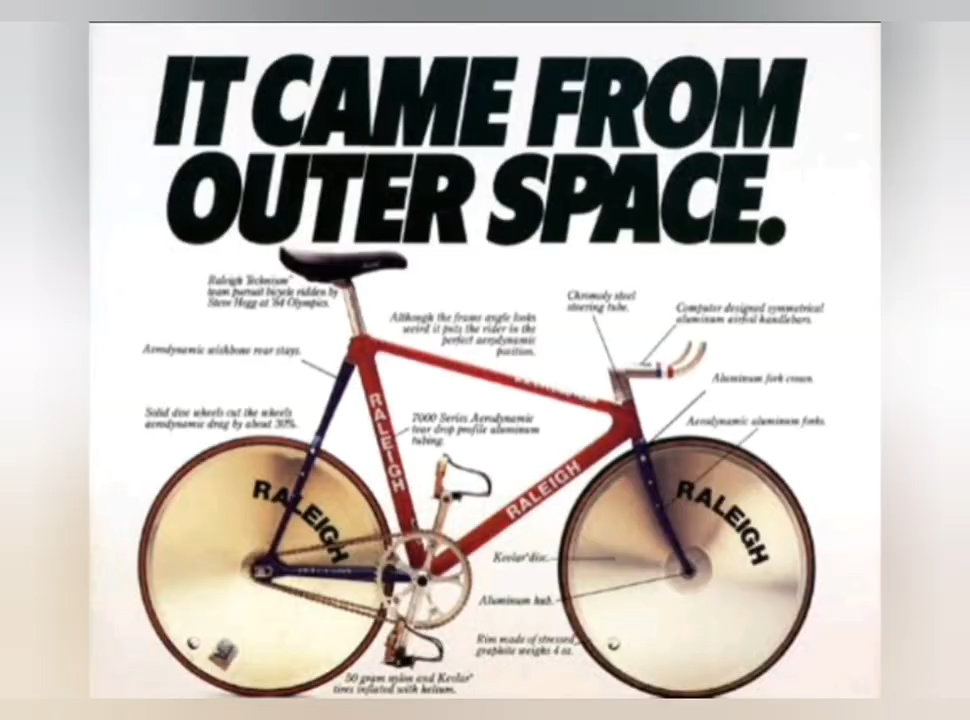 IT CAME FROM
OUTER SPACE.
Raleigh Technium™
team pursuit bicycle ridden by
Steve Hegg at '84 Olympics.
Although the frame angle looks
weird it puts the rider in the
perfect aerodynamic
position.
Chromoly steel
steering tube.
Computer designed symmetrical
aluminum airfoil handlebars.
Aerodynamic wishbone rear stays.
Aluminum fork crown.
Solid disc wheels cut the wheels
aerodynamic drag by about 30%.
7000 Series Aerodynamic
tear drop profile aluminum
tubing.
Aerodynamic aluminum forks.
RALEIGH
RALEIGH
RALEIGH
RALEIGH
Kevlar® disc.
Aluminum hub.
Rim made of stressed
graphite weighs 4 oz.
50 gram nylon and Kevlar®
tires inflated with helium.